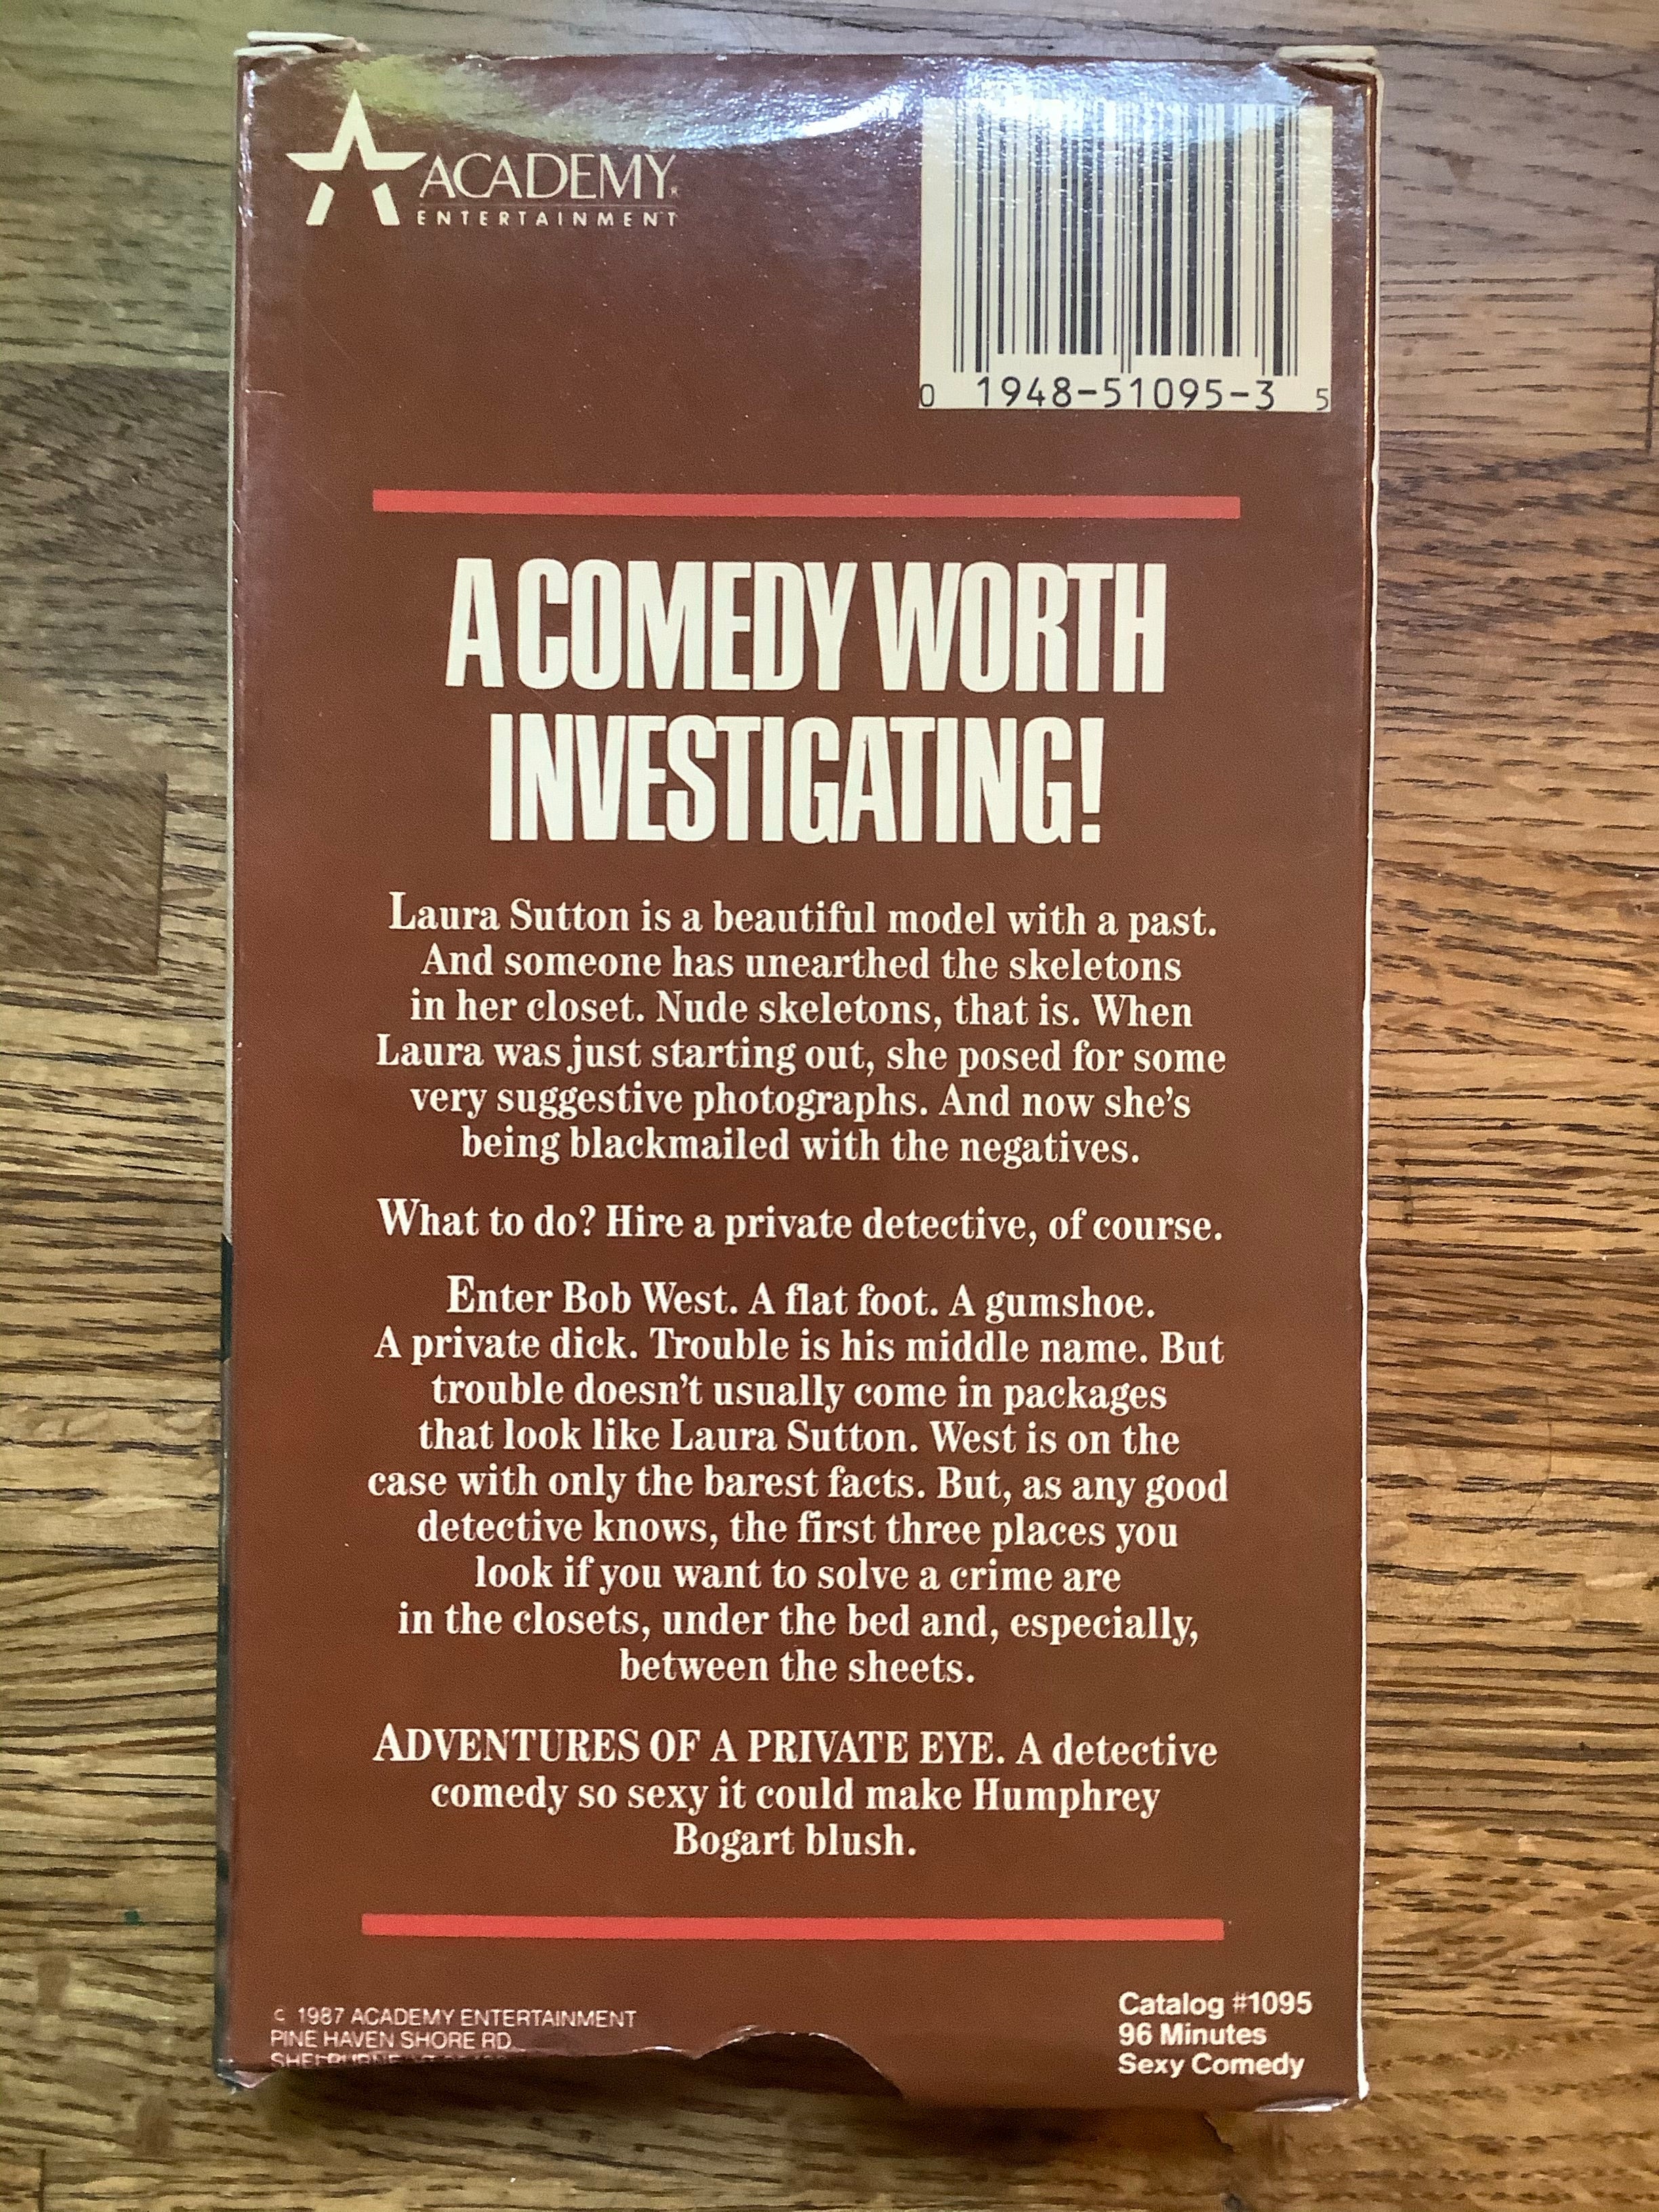 ACADEMY
ENTERTAINMENT
0 1948-51095-3 5
A COMEDY WORTH
INVESTIGATING!
Laura Sutton is a beautiful model with a past.
And someone has unearthed the skeletons
in her closet. Nude skeletons, that is. When
Laura was just starting out, she posed for some
very suggestive photographs. And now she's
being blackmailed with the negatives.
What to do? Hire a private detective, of course.
Enter Bob West. A flat foot. A gumshoe.
A private dick. Trouble is his middle name. But
trouble doesn't usually come in packages
that look like Laura Sutton. West is on the
case with only the barest facts. But, as any good
detective knows, the first three places you
look if you want to solve a crime are
in the closets, under the bed and, especially,
between the sheets.
ADVENTURES OF A PRIVATE EYE. A detective
comedy so sexy it could make Humphrey
Bogart blush.
© 1987 ACADEMY ENTERTAINMENT
PINE HAVEN SHORE RD.
SHELBURNE
Catalog #1095
96 Minutes
Sexy Comedy